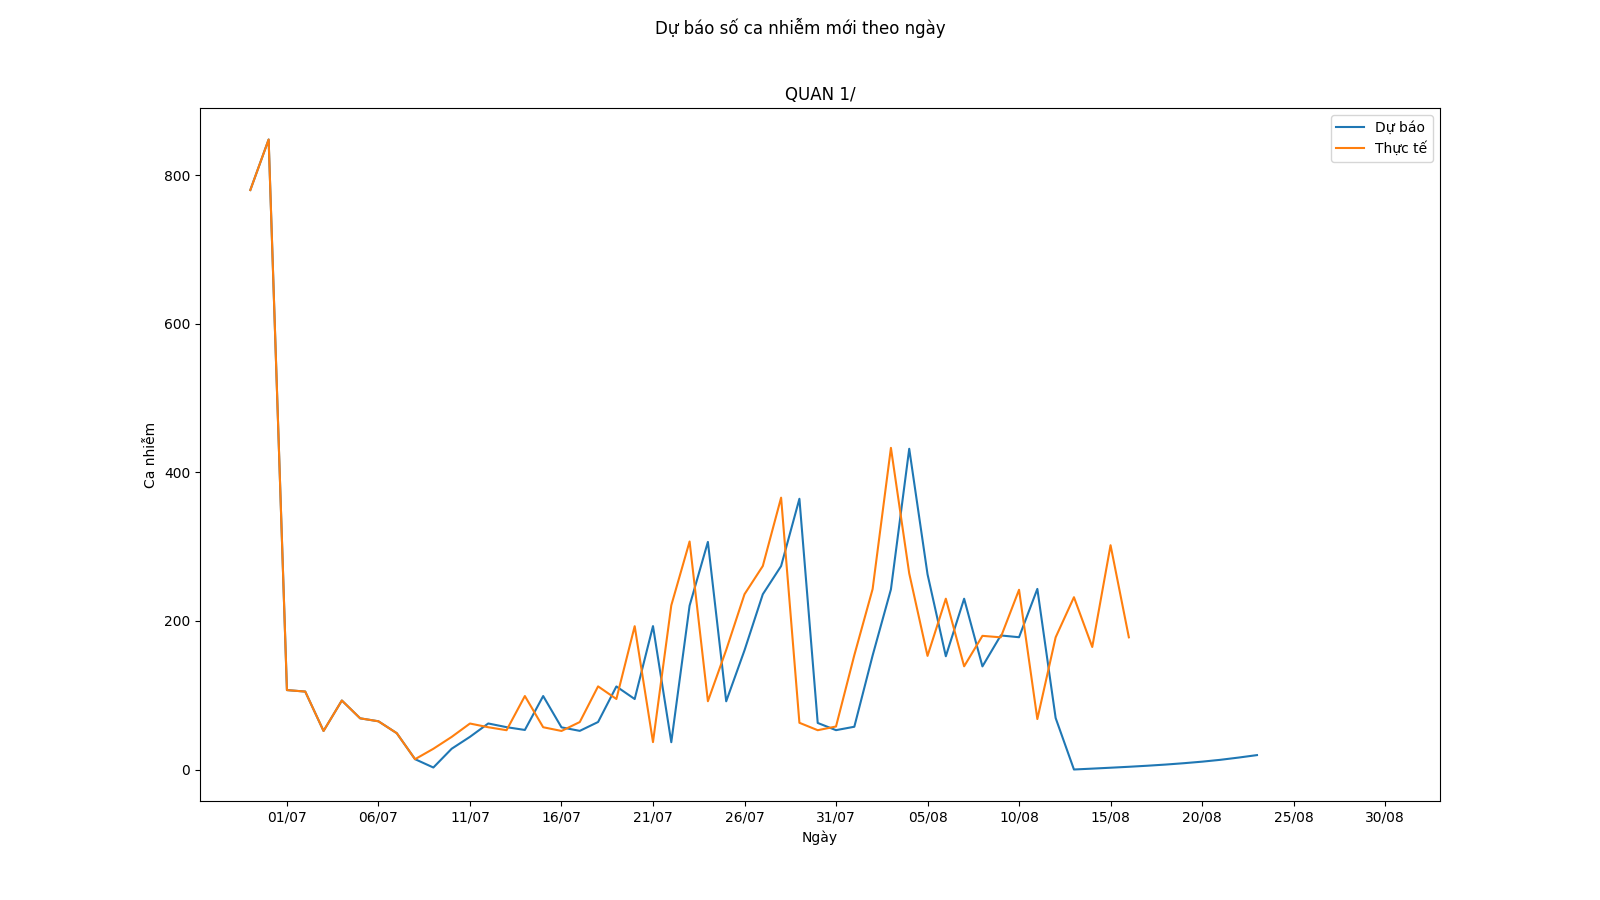 Dự báo số ca nhiễm mới theo ngày
QUAN 1/
Dự báo
Thực tế
800
600
400
200
0
Ca nhiễm
01/07 06/07 11/07 16/07 21/07 26/07 31/07 05/08 10/08 15/08 20/08 25/08 30/08
Ngày